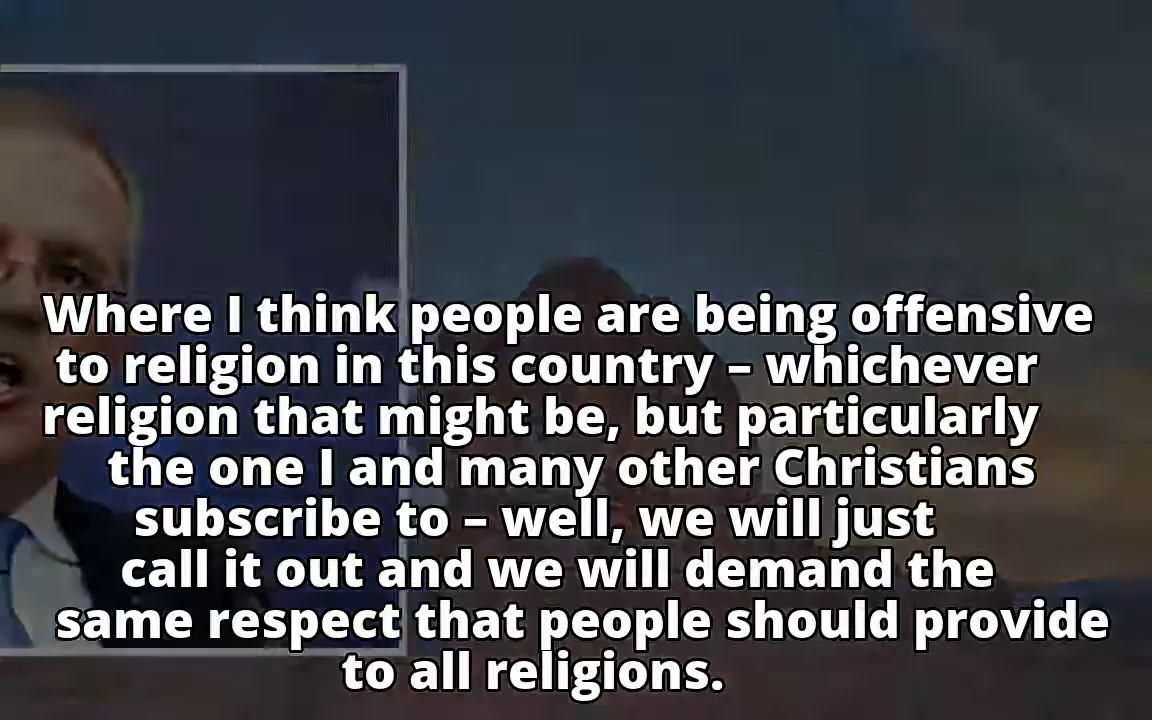 Where I think people are being offensive
to religion in this country – whichever
religion that might be, but particularly
the one I and many other Christians
subscribe to – well, we will just
call it out and we will demand the
same respect that people should provide
to all religions.